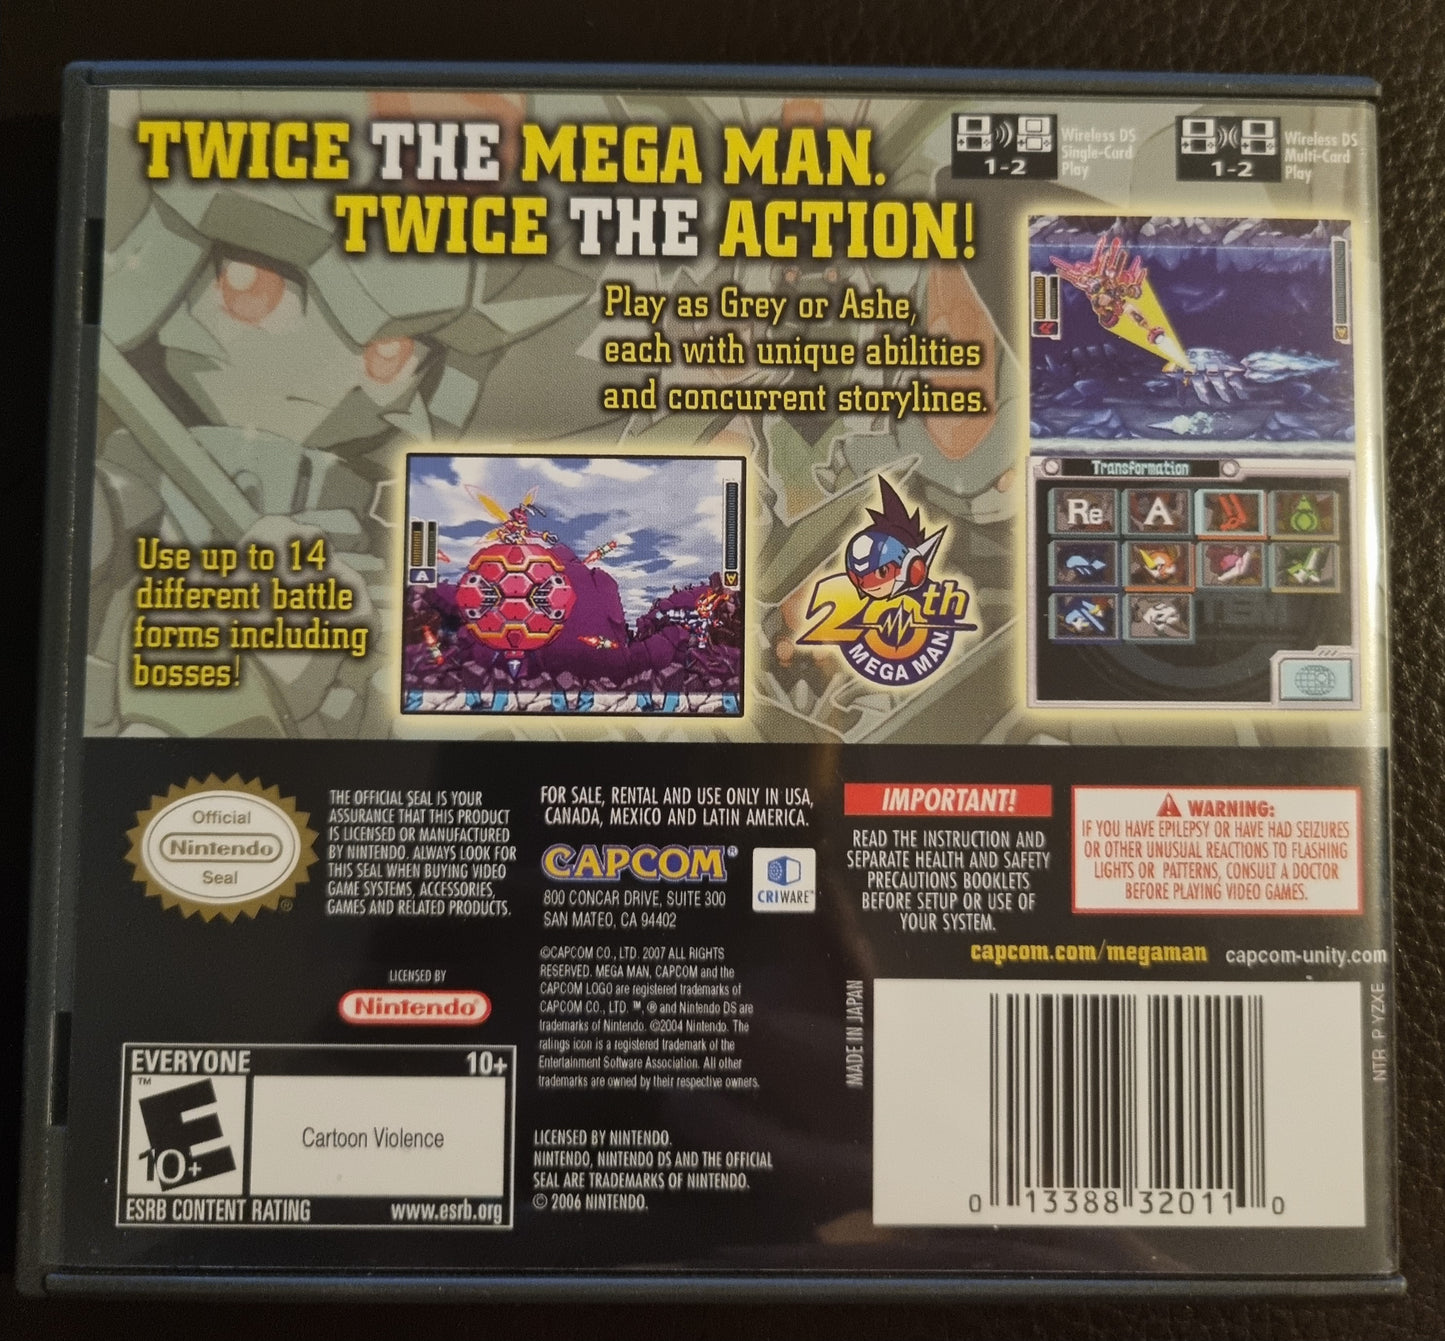 TWICE THE MEGA MAN.
TWICE THE ACTION!
1-2
Wireless DS
Single-Card
Play
1-2
Wireless DS
Multi-Card
Play
Play as Grey or Ashe,
each with unique abilities
and concurrent storylines.
Use up to 14
different battle
forms including
bosses!
A
20th
MEGA MAN
Transformation
Re
A
Official
Nintendo
Seal
®
THE OFFICIAL SEAL IS YOUR
ASSURANCE THAT THIS PRODUCT
IS LICENSED OR MANUFACTURED
BY NINTENDO. ALWAYS LOOK FOR
THIS SEAL WHEN BUYING VIDEO
GAME SYSTEMS, ACCESSORIES,
GAMES AND RELATED PRODUCTS.
LICENSED BY
Nintendo®
EVERYONE 10+
™
E
10+
Cartoon Violence
ESRB CONTENT RATING www.esrb.org
FOR SALE, RENTAL AND USE ONLY IN USA,
CANADA, MEXICO AND LATIN AMERICA.
CAPCOM®
CRIWARE™
800 CONCAR DRIVE, SUITE 300
SAN MATEO, CA 94402
©CAPCOM CO., LTD. 2007 ALL RIGHTS
RESERVED. MEGA MAN, CAPCOM and the
CAPCOM LOGO are registered trademarks of
CAPCOM CO., LTD. ™, ® and Nintendo DS are
trademarks of Nintendo. ©2004 Nintendo. The
ratings icon is a registered trademark of the
Entertainment Software Association. All other
trademarks are owned by their respective owners.
LICENSED BY NINTENDO.
NINTENDO, NINTENDO DS AND THE OFFICIAL
SEAL ARE TRADEMARKS OF NINTENDO.
© 2006 NINTENDO.
IMPORTANT!
READ THE INSTRUCTION AND
SEPARATE HEALTH AND SAFETY
PRECAUTIONS BOOKLETS
BEFORE SETUP OR USE OF
YOUR SYSTEM.
WARNING:
IF YOU HAVE EPILEPSY OR HAVE HAD SEIZURES
OR OTHER UNUSUAL REACTIONS TO FLASHING
LIGHTS OR PATTERNS, CONSULT A DOCTOR
BEFORE PLAYING VIDEO GAMES.
capcom.com/megaman capcom-unity.com
MADE IN JAPAN
0 13388 32011 0
NTR P YZXE